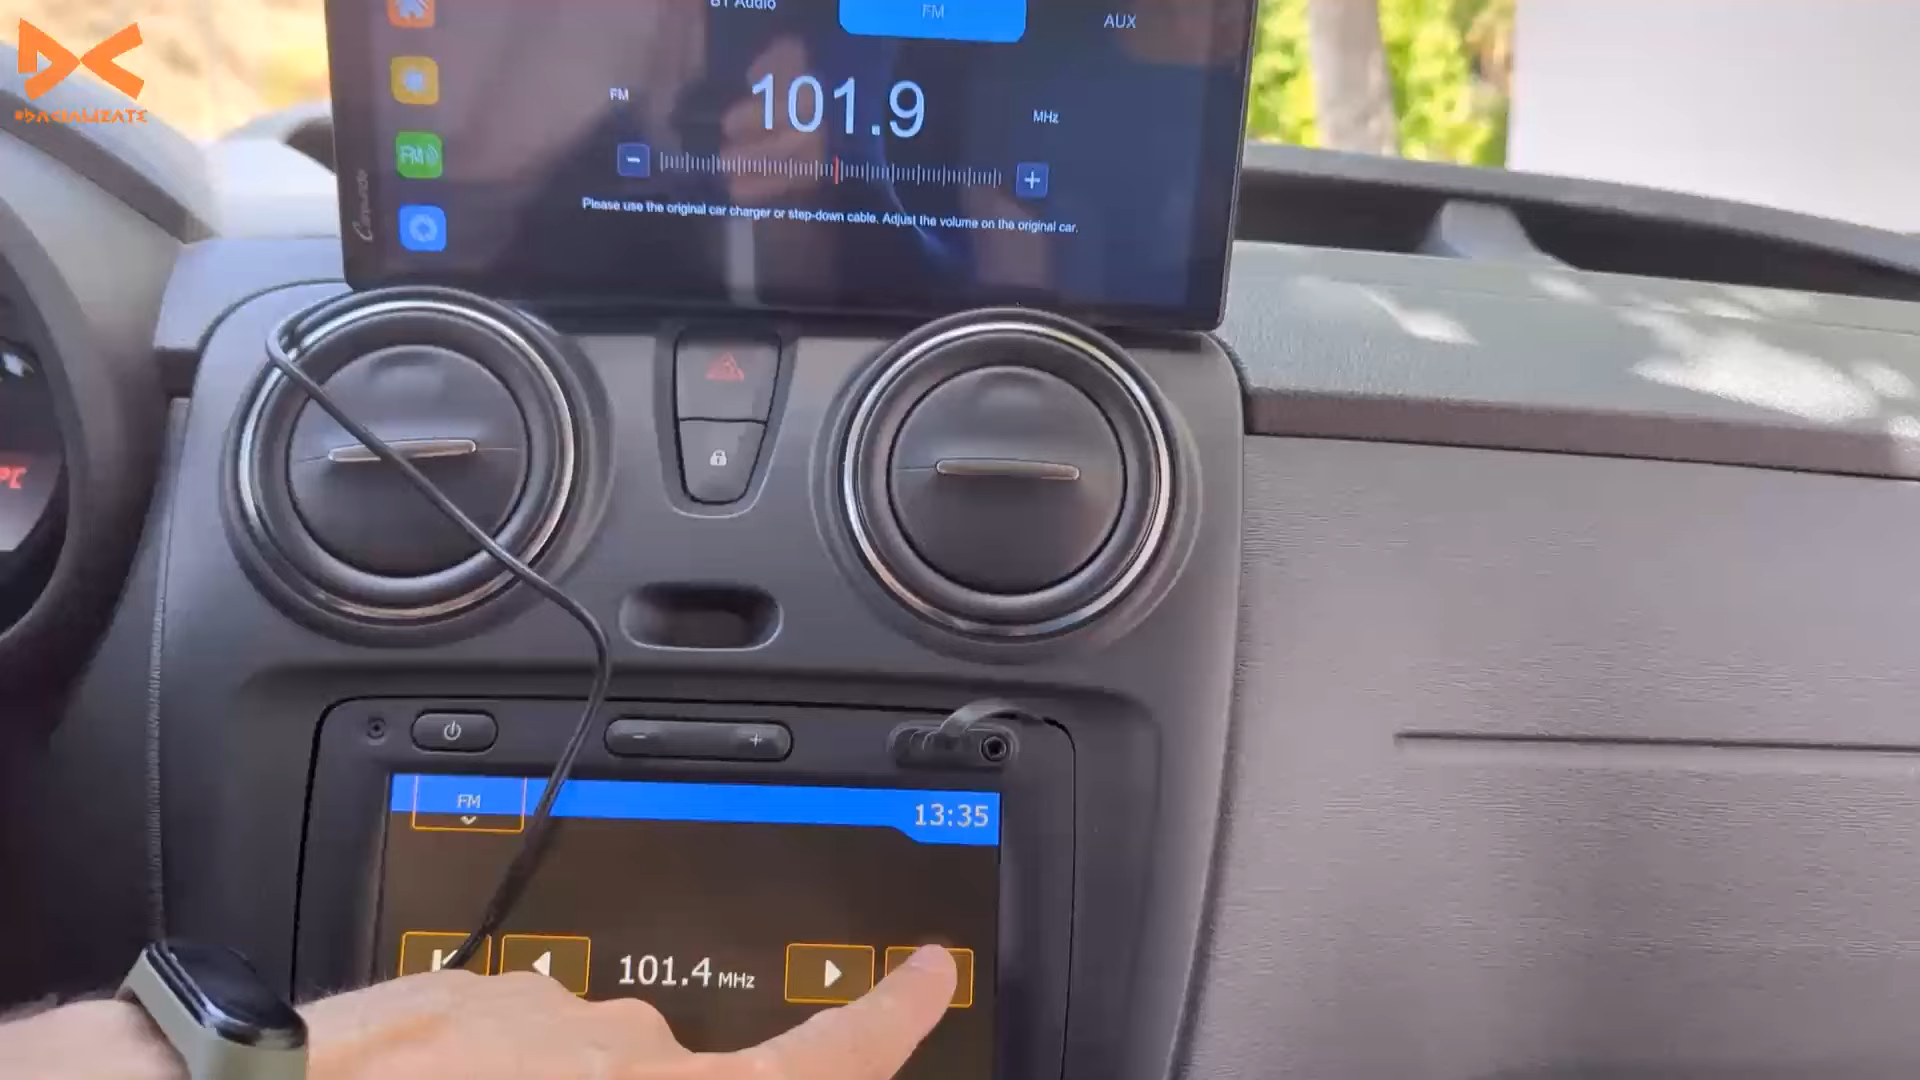 #DACIALIZATE
BT Audio
FM
AUX
101.9
FM
MHz
FM
Please use the original car charger or step-down cable. Adjust the volume on the original car.
FM
13:35
101.4 MHz